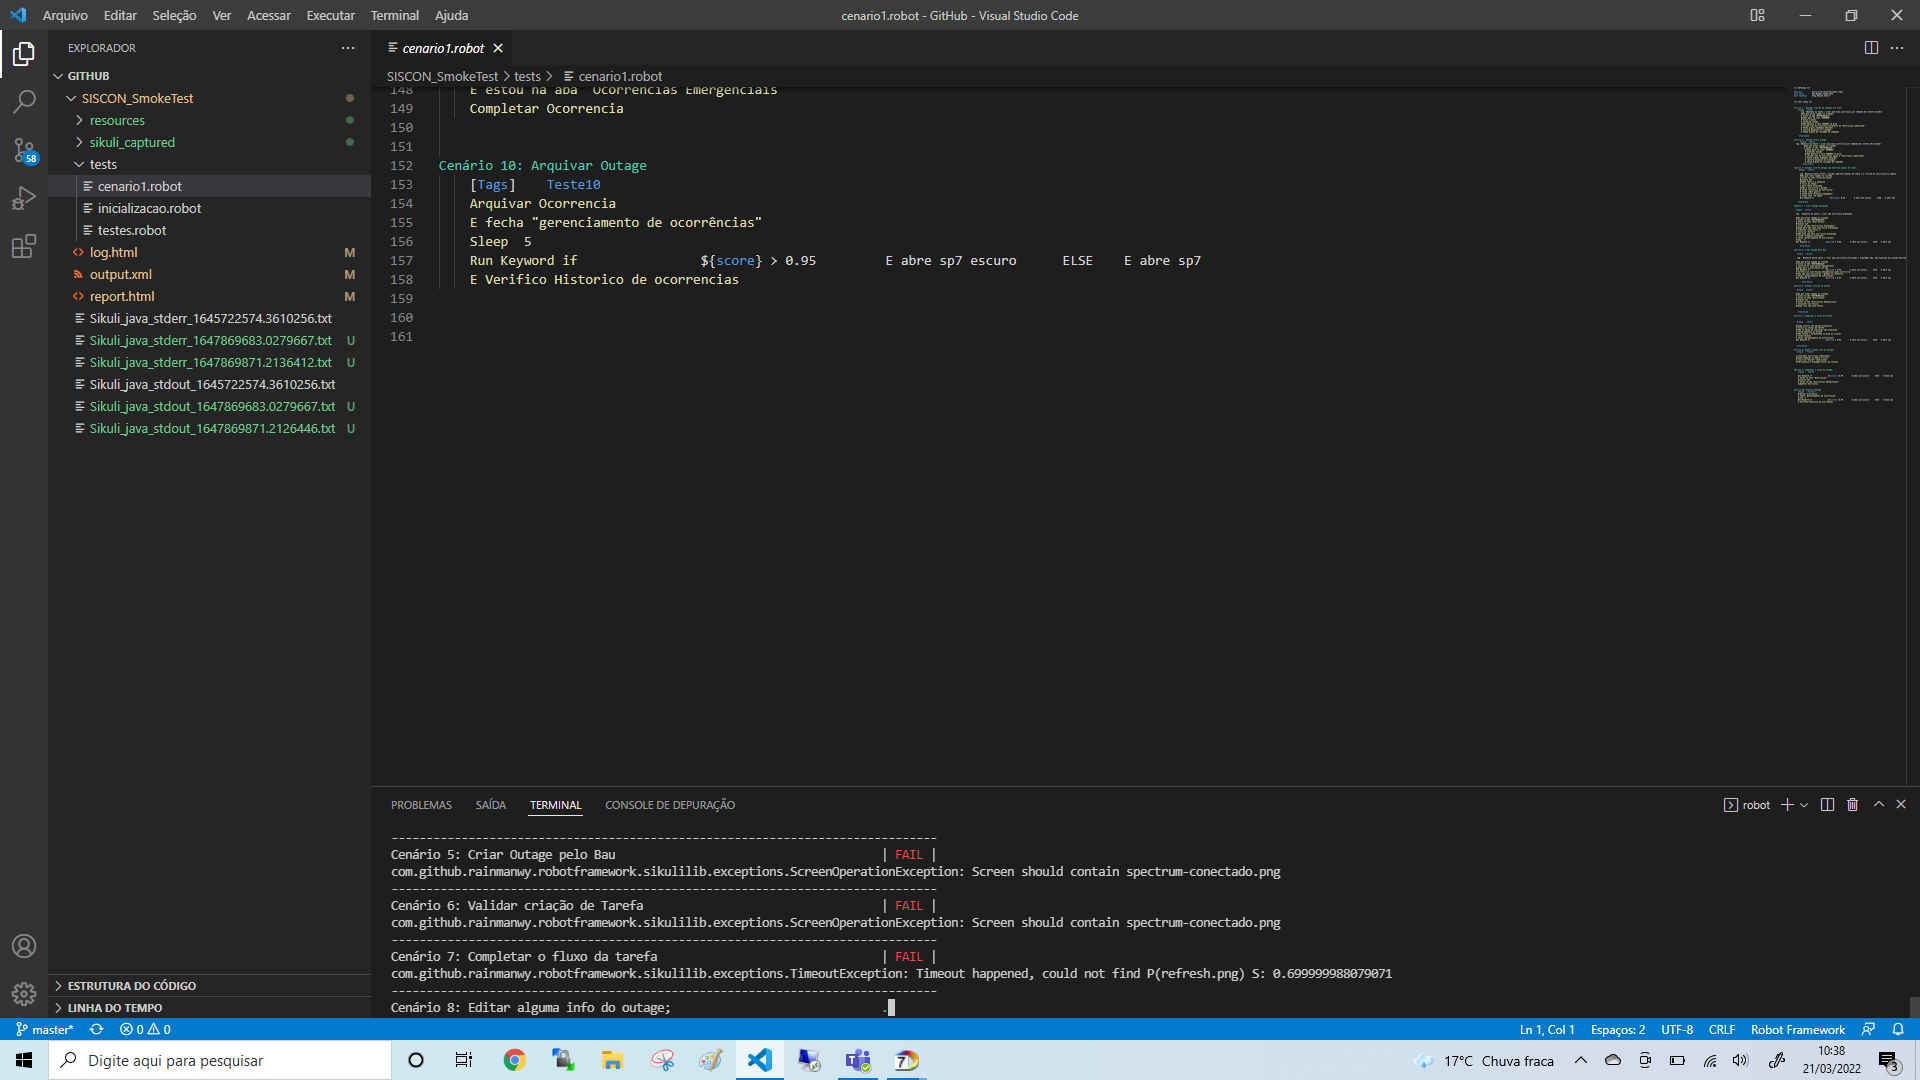 Arquivo Editar Seleção Ver Acessar Executar Terminal Ajuda
cenario1.robot - GitHub - Visual Studio Code
EXPLORADOR
GITHUB
SISCON_SmokeTest
resources
sikuli_captured
tests
cenario1.robot
inicializacao.robot
testes.robot
log.html M
output.xml M
report.html M
Sikuli_java_stderr_1645722574.3610256.txt
Sikuli_java_stderr_1647869683.0279667.txt U
Sikuli_java_stderr_1647869871.2136412.txt U
Sikuli_java_stdout_1645722574.3610256.txt
Sikuli_java_stdout_1647869683.0279667.txt U
Sikuli_java_stdout_1647869871.2126446.txt U
ESTRUTURA DO CÓDIGO
LINHA DO TEMPO
58
cenario1.robot
SISCON_SmokeTest > tests > cenario1.robot
148 E estou na aba "Ocorrencias Emergenciais
149 Completar Ocorrencia
150
151
152 Cenário 10: Arquivar Outage
153 [Tags] Teste10
154 Arquivar Ocorrencia
155 E fecha "gerenciamento de ocorrências"
156 Sleep 5
157 Run Keyword if ${score} > 0.95 E abre sp7 escuro ELSE E abre sp7
158 E Verifico Historico de ocorrencias
159
160
161
PROBLEMAS SAÍDA TERMINAL CONSOLE DE DEPURAÇÃO
robot
------------------------------------------------------------------------------
Cenário 5: Criar Outage pelo Bau | FAIL |
com.github.rainmanwy.robotframework.sikulilib.exceptions.ScreenOperationException: Screen should contain spectrum-conectado.png
------------------------------------------------------------------------------
Cenário 6: Validar criação de Tarefa | FAIL |
com.github.rainmanwy.robotframework.sikulilib.exceptions.ScreenOperationException: Screen should contain spectrum-conectado.png
------------------------------------------------------------------------------
Cenário 7: Completar o fluxo da tarefa | FAIL |
com.github.rainmanwy.robotframework.sikulilib.exceptions.TimeoutException: Timeout happened, could not find P(refresh.png) S: 0.699999988079071
------------------------------------------------------------------------------
Cenário 8: Editar alguma info do outage; .
master* 0 0
Ln 1, Col 1 Espaços: 2 UTF-8 CRLF Robot Framework
Digite aqui para pesquisar
17°C Chuva fraca
10:38
21/03/2022
3